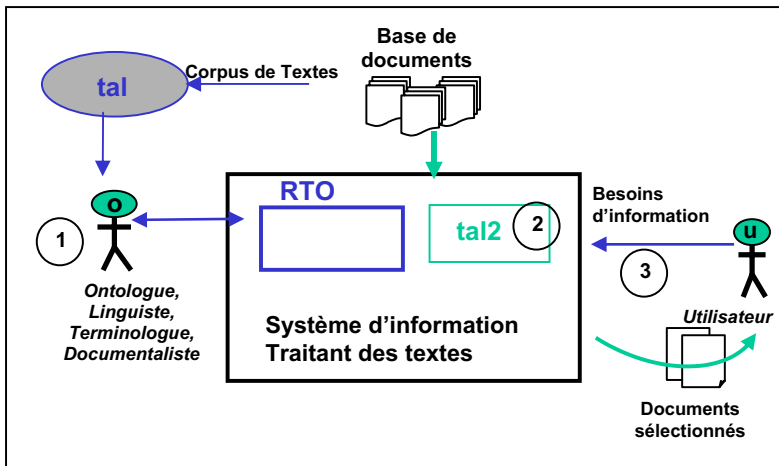 Base de
documents
Corpus de Textes
tal
RTO
tal2
2
o
1
Ontologue,
Linguiste,
Terminologue,
Documentaliste
Système d’information
Traitant des textes
Besoins
d’information
3
u
Utilisateur
Documents
sélectionnés